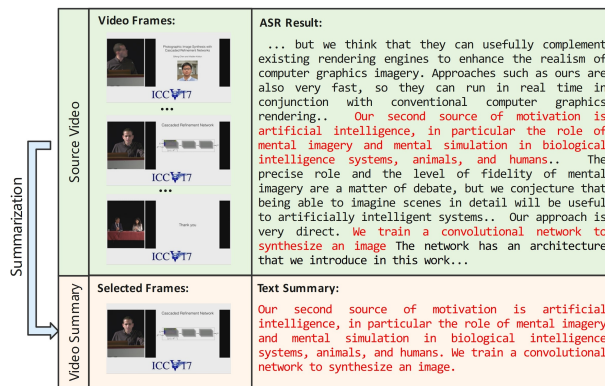 Summarization
Source Video
Video Frames:
Photographic Image Synthesis with
Cascaded Refinement Networks
ICCV17
•••
Cascaded Refinement Network
ICCV17
•••
Thank you.
ICCV17
ASR Result:
... but we think that they can usefully complement
existing rendering engines to enhance the realism of
computer graphics imagery. Approaches such as ours are
also very fast, so they can run in real time in
conjunction with conventional computer graphics
rendering.. Our second source of motivation is
artificial intelligence, in particular the role of
mental imagery and mental simulation in biological
intelligence systems, animals, and humans.. The
precise role and the level of fidelity of mental
imagery are a matter of debate, but we conjecture that
being able to imagine scenes in detail will be useful
to artificially intelligent systems.. Our approach is
very direct. We train a convolutional network to
synthesize an image The network has an architecture
that we introduce in this work...
Video Summary
Selected Frames:
Cascaded Refinement Network
ICCV17
Text Summary:
Our second source of motivation is artificial
intelligence, in particular the role of mental imagery
and mental simulation in biological intelligence
systems, animals, and humans. We train a convolutional
network to synthesize an image.